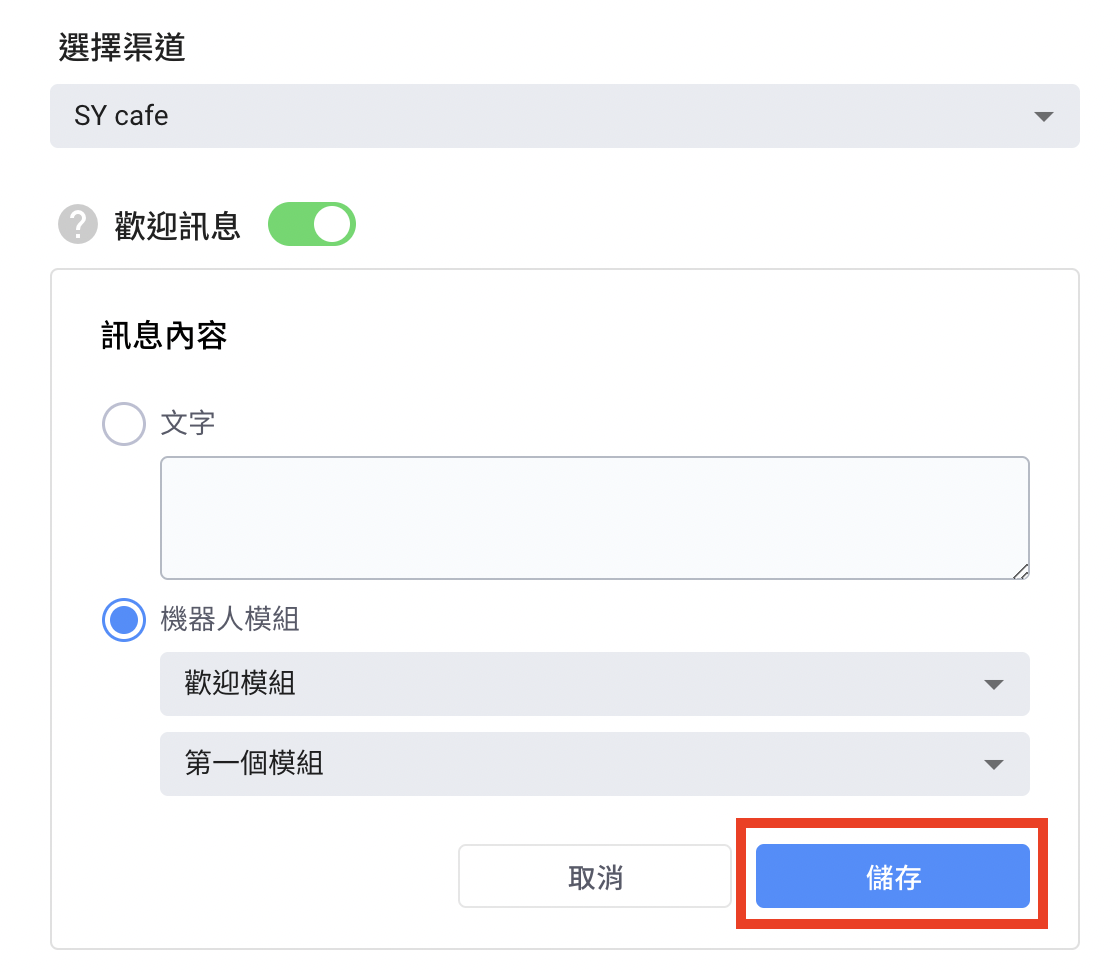 選擇渠道
SY cafe
? 歡迎訊息
訊息內容
文字
機器人模組
歡迎模組
第一個模組
取消 儲存